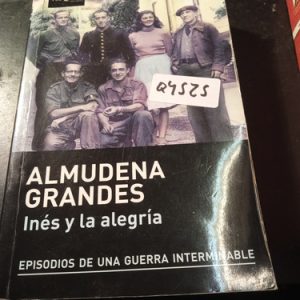 Q4525
ALMUDENA
GRANDES
Inés y la alegría
EPISODIOS DE UNA GUERRA INTERMINABLE